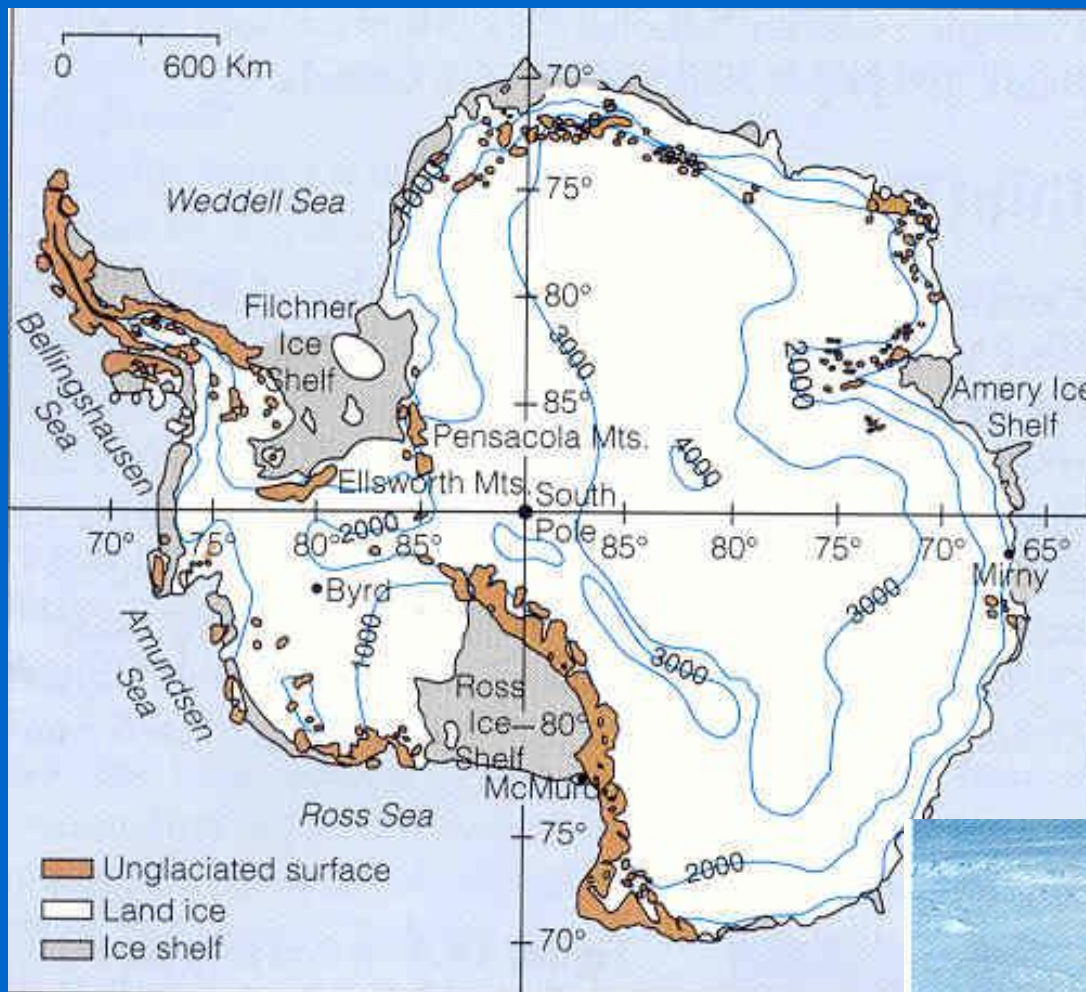 0 600 Km
70°
Weddell Sea
1000
75°
80°
Filchner
Ice
Shelf
3000
2000
Bellingshausen
Sea
85°
Amery Ice
Shelf
Pensacola Mts.
4000
Ellsworth Mts.
South
Pole
2000
70° 75° 80° 85° 85° 80° 75° 70° 65°
Mirny
Byrd
3000
1000
3000
Amundsen
Sea
Ross
Ice
Shelf
80°
McMurd
Ross Sea
75°
2000
70°
Unglaciated surface
Land ice
Ice shelf